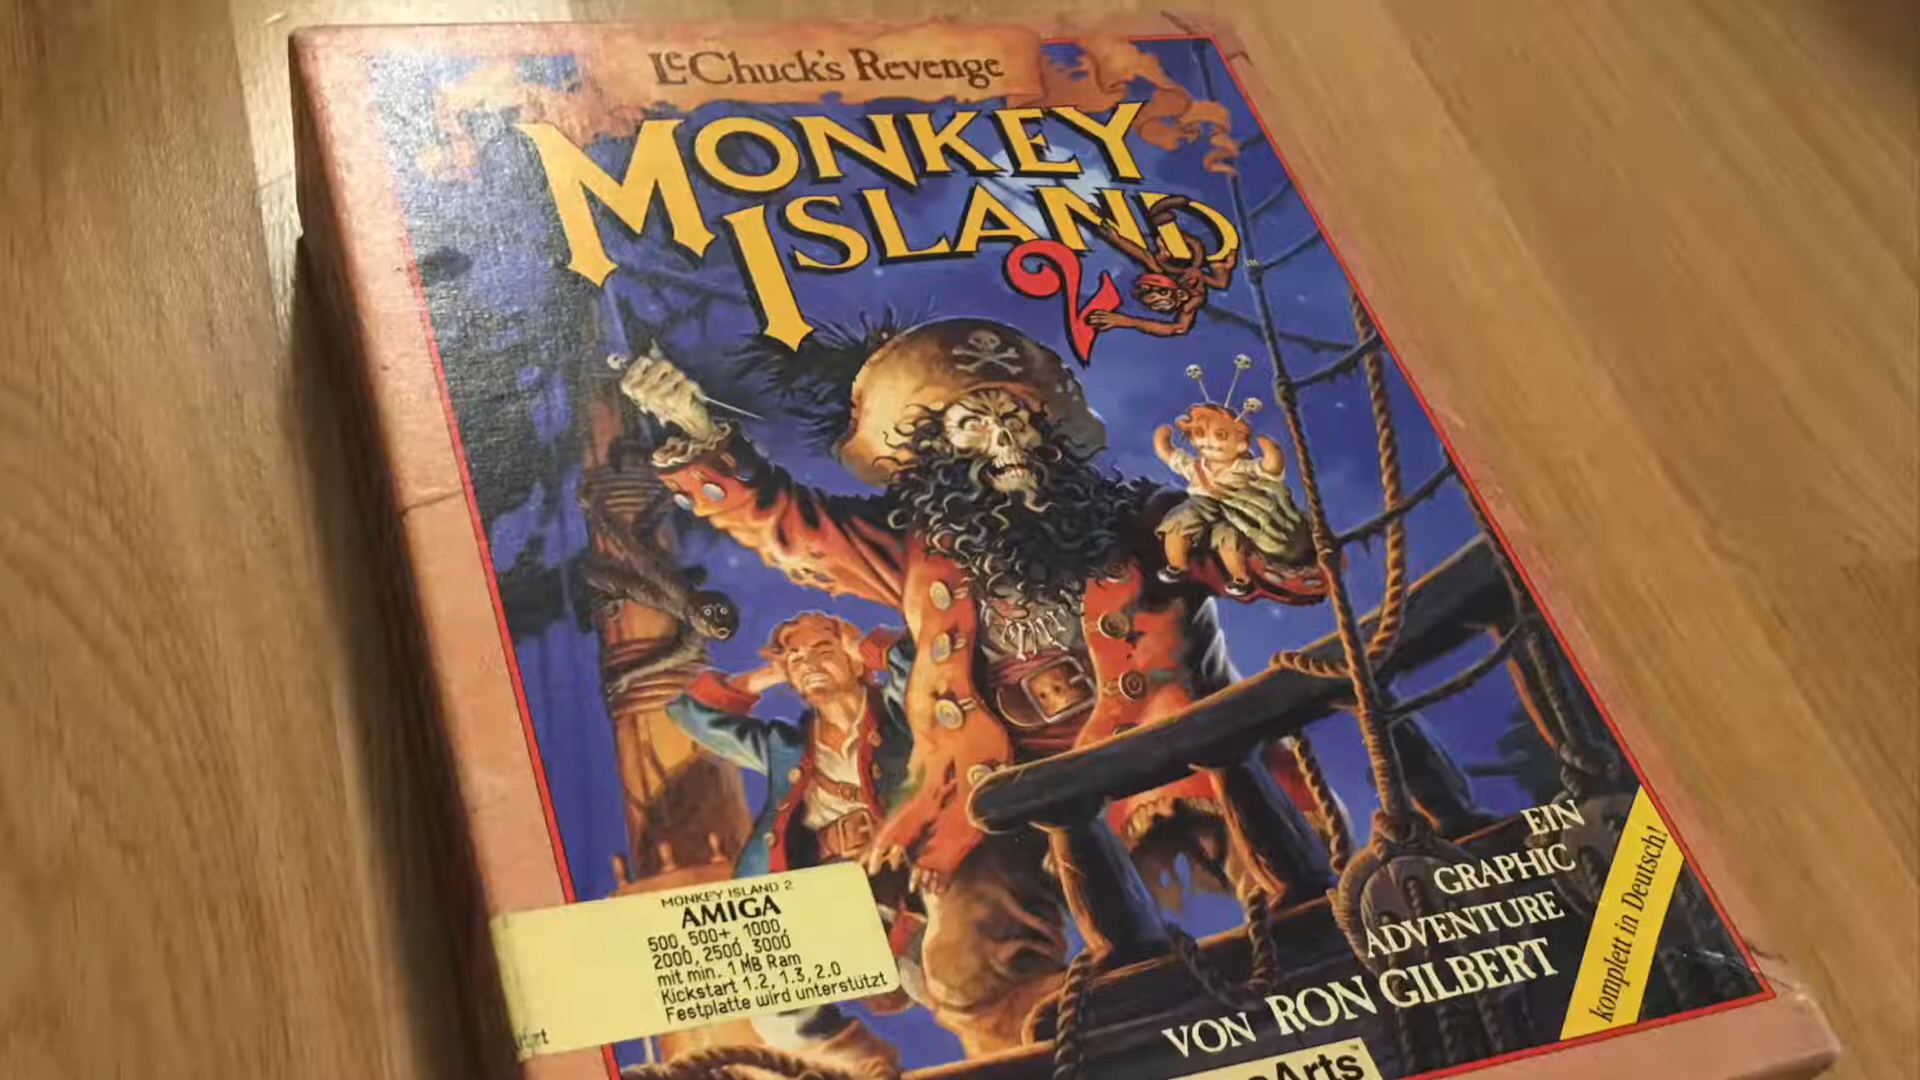 LeChuck's Revenge
MONKEY
ISLAND
2
MONKEY ISLAND 2
AMIGA
500, 500+, 1000,
2000, 2500, 3000
mit min. 1 MB Ram
Kickstart 1.2, 1.3, 2.0
Festplatte wird unterstützt
EIN
GRAPHIC
ADVENTURE
VON RON GILBERT
komplett in Deutsch!